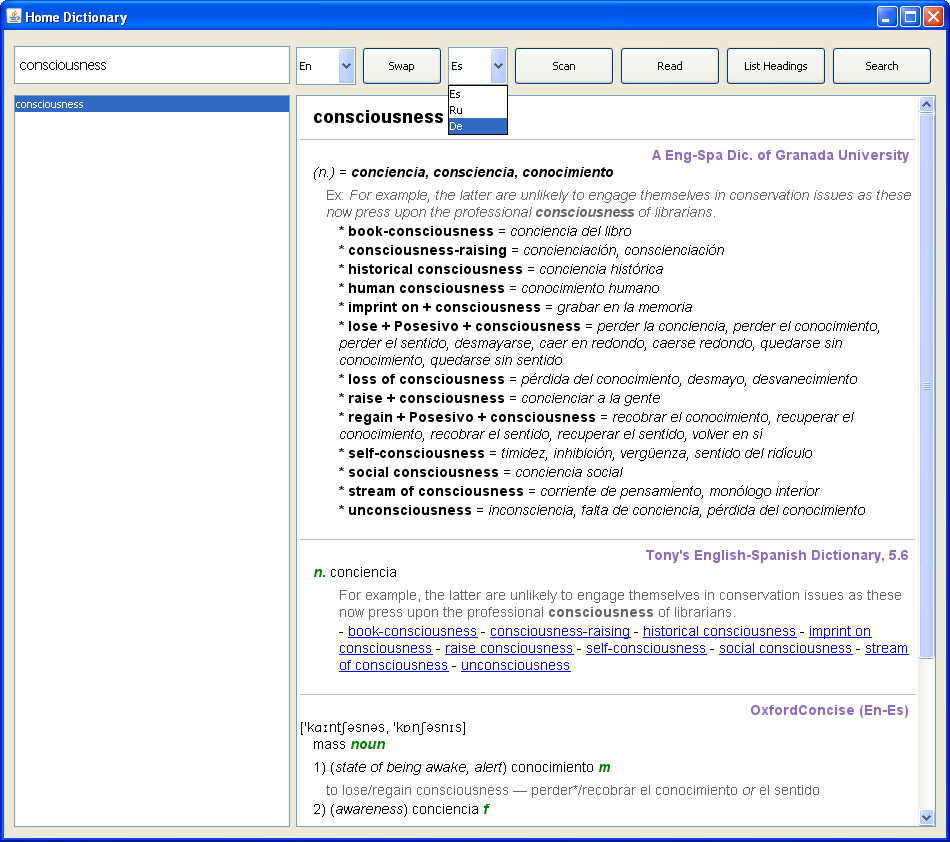 Home Dictionary
consciousness
En
Swap
Es
Scan
Read
List Headings
Search
Es
Ru
De
consciousness
consciousness
A Eng-Spa Dic. of Granada University
(n.) = conciencia, consciencia, conocimiento
Ex: For example, the latter are unlikely to engage themselves in conservation issues as these
now press upon the professional consciousness of librarians.
* book-consciousness = conciencia del libro
* consciousness-raising = concienciación, conscienciación
* historical consciousness = conciencia histórica
* human consciousness = conocimiento humano
* imprint on + consciousness = grabar en la memoria
* lose + Posesivo + consciousness = perder la conciencia, perder el conocimiento,
perder el sentido, desmayarse, caer en redondo, caerse redondo, quedarse sin
conocimiento, quedarse sin sentido
* loss of consciousness = pérdida del conocimiento, desmayo, desvanecimiento
* raise + consciousness = concienciar a la gente
* regain + Posesivo + consciousness = recobrar el conocimiento, recuperar el
conocimiento, recobrar el sentido, recuperar el sentido, volver en sí
* self-consciousness = timidez, inhibición, vergüenza, sentido del ridículo
* social consciousness = conciencia social
* stream of consciousness = corriente de pensamiento, monólogo interior
* unconsciousness = inconsciencia, falta de conciencia, pérdida del conocimiento
Tony's English-Spanish Dictionary, 5.6
n. conciencia
For example, the latter are unlikely to engage themselves in conservation issues as these
now press upon the professional consciousness of librarians.
- book-consciousness - consciousness-raising - historical consciousness - imprint on
consciousness - raise consciousness - self-consciousness - social consciousness - stream
of consciousness - unconsciousness
OxfordConcise (En-Es)
['kaɪntʃəsnəs, 'kɒnʃəsnɪs]
mass noun
1) (state of being awake, alert) conocimiento m
to lose/regain consciousness — perder*/recobrar el conocimiento or el sentido
2) (awareness) conciencia f